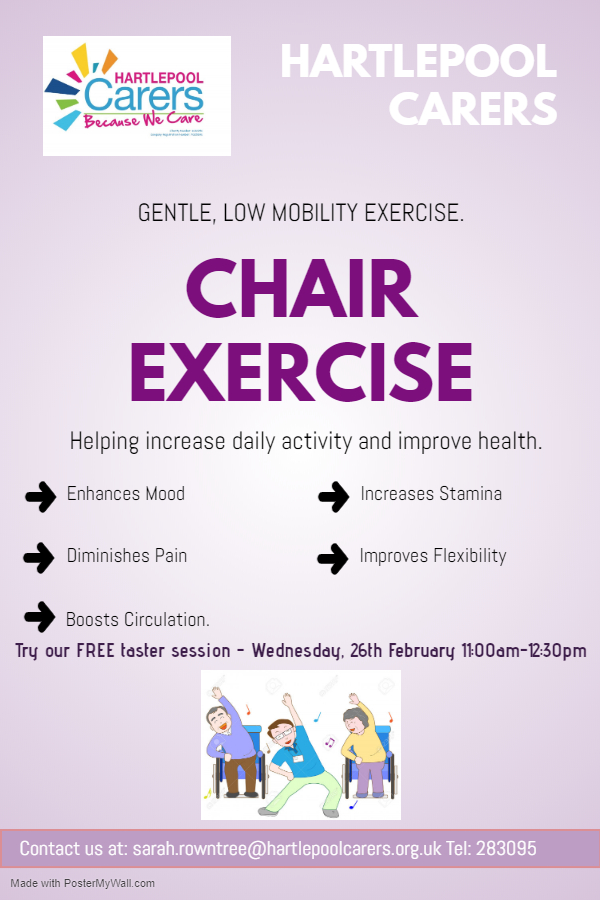 HARTLEPOOL
Carers
Because We Care
HARTLEPOOL
CARERS
GENTLE, LOW MOBILITY EXERCISE.
CHAIR
EXERCISE
Helping increase daily activity and improve health.
Enhances Mood
Increases Stamina
Diminishes Pain
Improves Flexibility
Boosts Circulation.
Try our FREE taster session - Wednesday, 26th February 11:00am-12:30pm
Contact us at: sarah.rowntree@hartlepoolcarers.org.uk Tel: 283095
Made with PosterMyWall.com